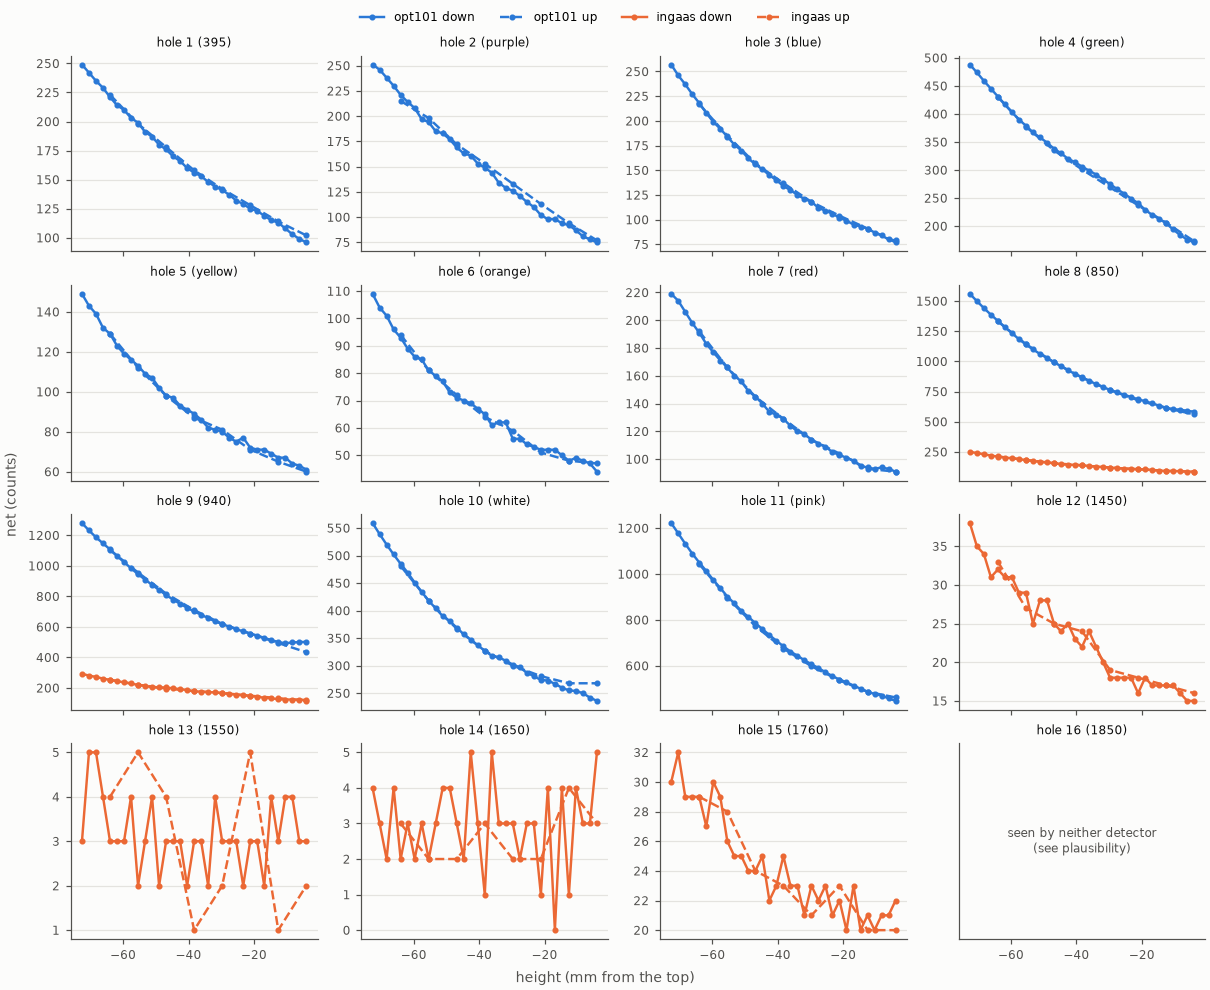 opt101 down opt101 up ingaas down ingaas up
hole 1 (395) hole 2 (purple) hole 3 (blue) hole 4 (green)
250 225 200 175 150 125 100
250 225 200 175 150 125 100 75
250 225 200 175 150 125 100 75
500 450 400 350 300 250 200
hole 5 (yellow) hole 6 (orange) hole 7 (red) hole 8 (850)
140 120 100 80 60
110 100 90 80 70 60 50
220 200 180 160 140 120 100
1500 1250 1000 750 500 250
net (counts)
hole 9 (940) hole 10 (white) hole 11 (pink) hole 12 (1450)
1200 1000 800 600 400 200
550 500 450 400 350 300 250
1200 1000 800 600
35 30 25 20 15
hole 13 (1550) hole 14 (1650) hole 15 (1760) hole 16 (1850)
5 4 3 2 1
5 4 3 2 1 0
32 30 28 26 24 22 20
seen by neither detector
(see plausibility)
−60 −40 −20 −60 −40 −20 −60 −40 −20 −60 −40 −20
height (mm from the top)